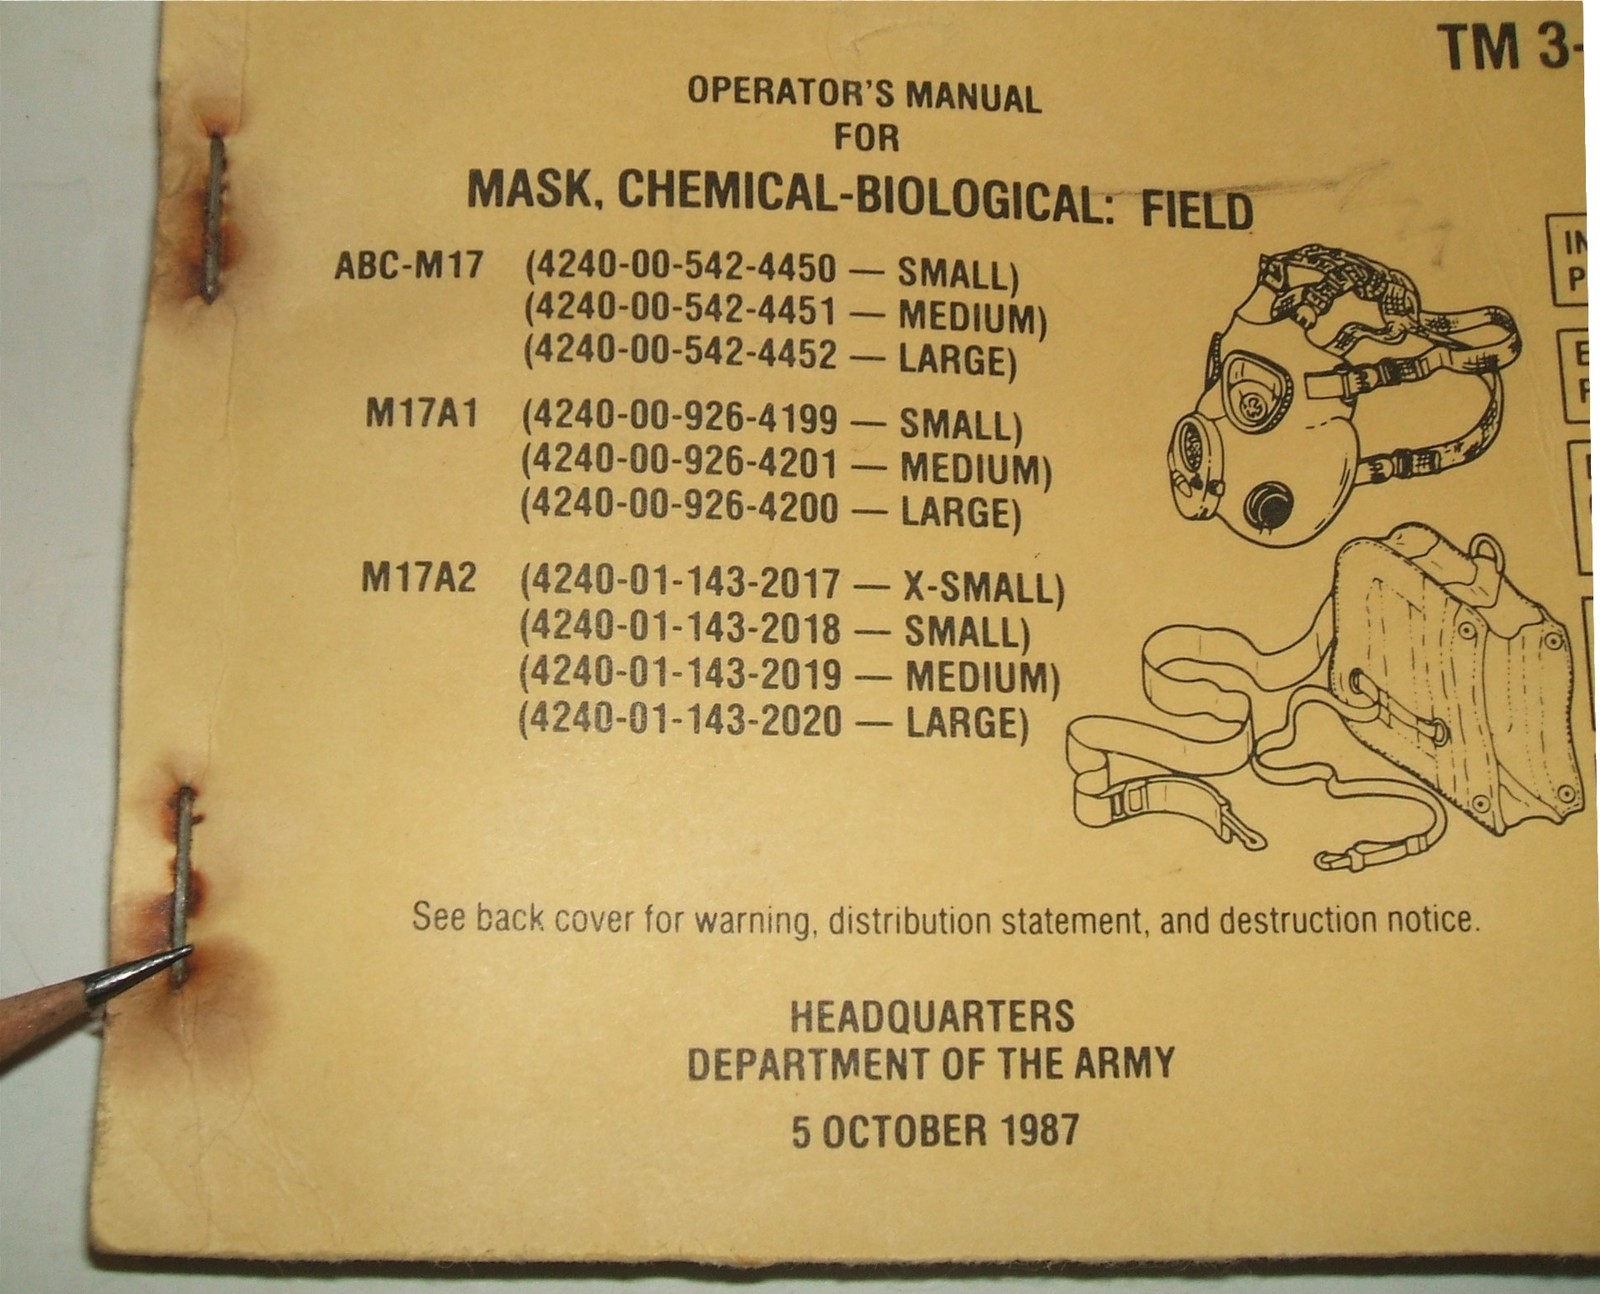 TM 3-
OPERATOR'S MANUAL
FOR
MASK, CHEMICAL-BIOLOGICAL: FIELD
ABC-M17 (4240-00-542-4450 — SMALL)
(4240-00-542-4451 — MEDIUM)
(4240-00-542-4452 — LARGE)
M17A1 (4240-00-926-4199 — SMALL)
(4240-00-926-4201 — MEDIUM)
(4240-00-926-4200 — LARGE)
M17A2 (4240-01-143-2017 — X-SMALL)
(4240-01-143-2018 — SMALL)
(4240-01-143-2019 — MEDIUM)
(4240-01-143-2020 — LARGE)
See back cover for warning, distribution statement, and destruction notice.
HEADQUARTERS
DEPARTMENT OF THE ARMY
5 OCTOBER 1987